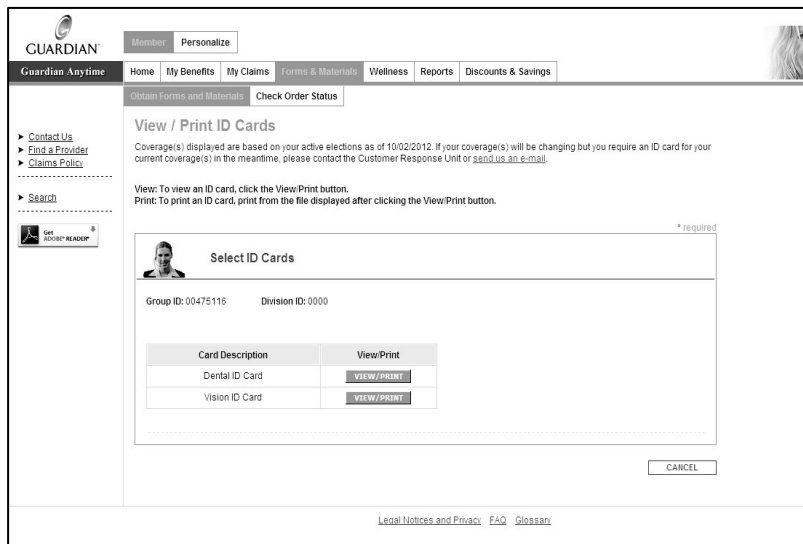 GUARDIAN®
Member Personalize
Guardian Anytime Home My Benefits My Claims Forms & Materials Wellness Reports Discounts & Savings
Obtain Forms and Materials Check Order Status
Contact Us
Find a Provider
Claims Policy
Search
Get
ADOBE® READER®
View / Print ID Cards
Coverage(s) displayed are based on your active elections as of 10/02/2012. If your coverage(s) will be changing but you require an ID card for your
current coverage(s) in the meantime, please contact the Customer Response Unit or send us an e-mail.
View: To view an ID card, click the View/Print button.
Print: To print an ID card, print from the file displayed after clicking the View/Print button.
* required
Select ID Cards
Group ID: 00475116 Division ID: 0000
Card Description View/Print
Dental ID Card VIEW/PRINT
Vision ID Card VIEW/PRINT
CANCEL
Legal Notices and Privacy FAQ Glossary